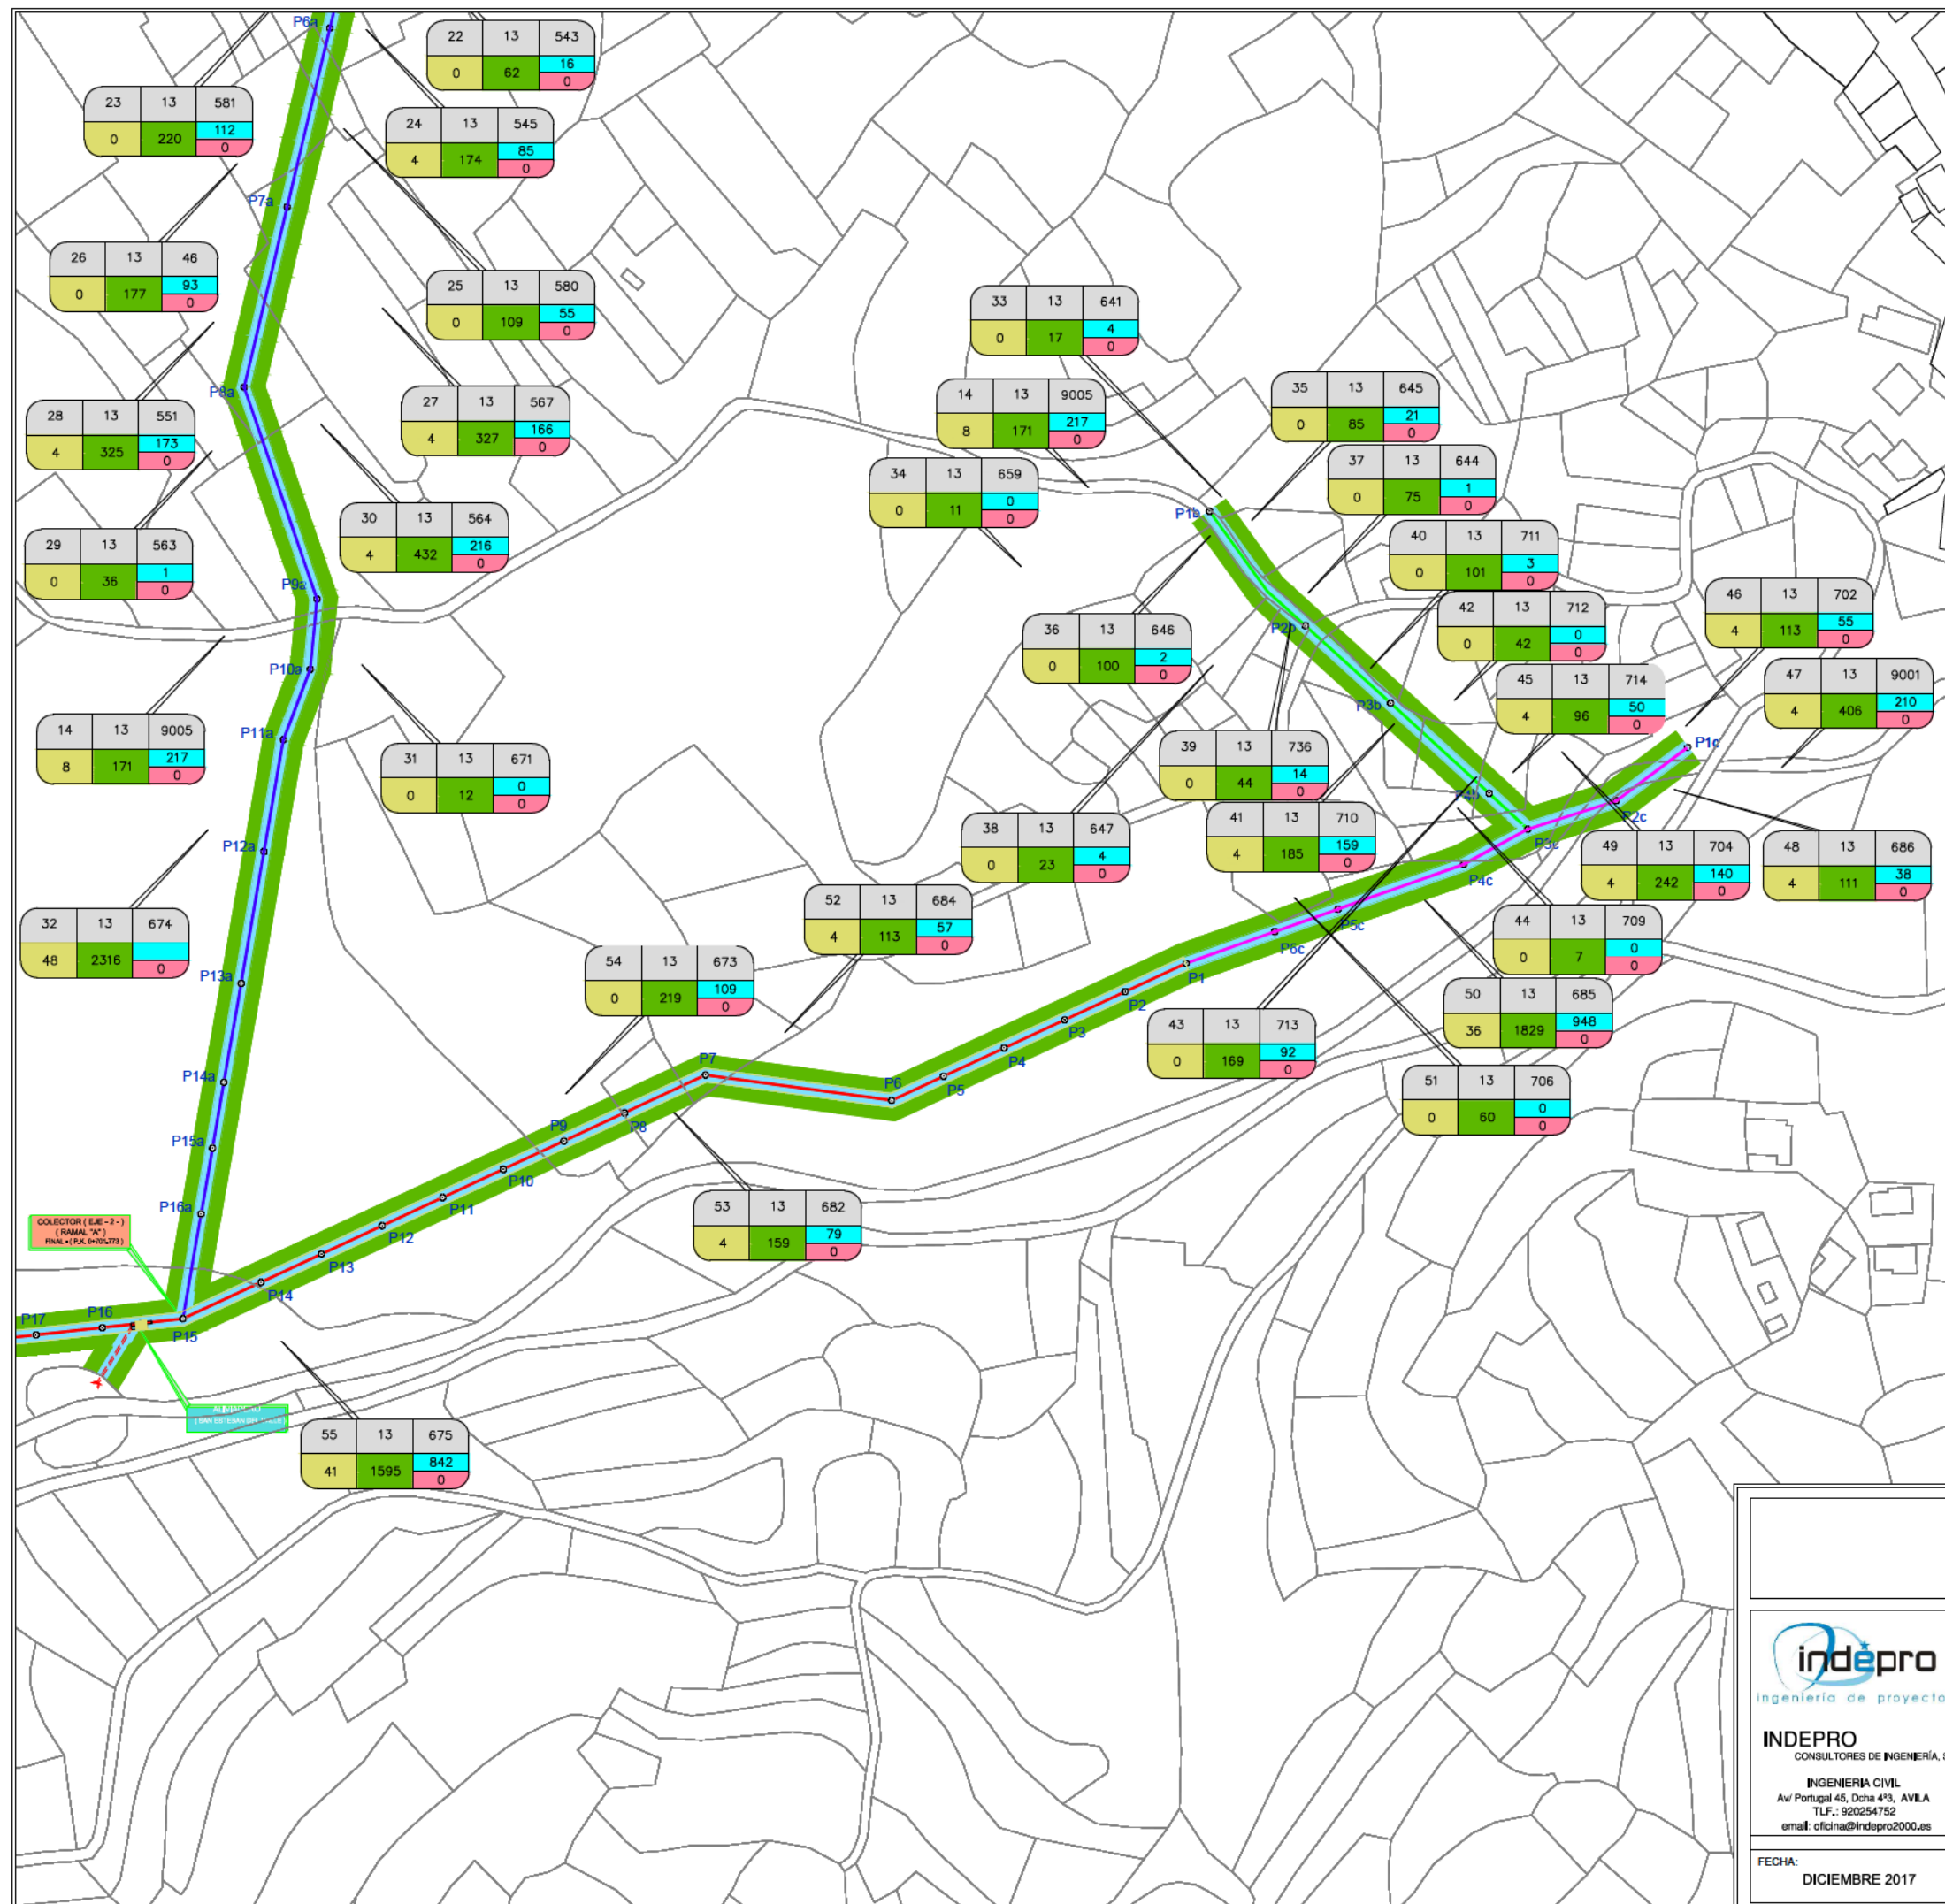 P6a
22 13 543
0 62 16
0
23 13 581
0 220 112
0
24 13 545
4 174 85
0
P7a
26 13 46
0 177 93
0
25 13 580
0 109 55
0
33 13 641
0 17 4
0
P8a
28 13 551
4 325 173
0
27 13 567
4 327 166
0
14 13 9005
8 171 217
0
35 13 645
0 85 21
0
34 13 659
0 11 0
0
37 13 644
0 75 1
0
P1b
29 13 563
0 36 1
0
30 13 564
4 432 216
0
40 13 711
0 101 3
0
P9a
42 13 712
0 42 0
0
46 13 702
4 113 55
0
36 13 646
0 100 2
0
P2b
P10a
45 13 714
4 96 50
0
47 13 9001
4 406 210
0
P3b
14 13 9005
8 171 217
0
P11a
31 13 671
0 12 0
0
39 13 736
0 44 14
0
P1c
P4b
P2c
38 13 647
0 23 4
0
41 13 710
4 185 159
0
P3c
49 13 704
4 242 140
0
48 13 686
4 111 38
0
P12a
P4c
52 13 684
4 113 57
0
32 13 674
48 2316
0
44 13 709
0 7 0
0
P5c
P6c
54 13 673
0 219 109
0
P13a
P1
P2
50 13 685
36 1829 948
0
43 13 713
0 169 92
0
P3
P4
P5
P6
P7
51 13 706
0 60 0
0
P14a
P8
P9
P15a
P10
P11
53 13 682
4 159 79
0
P16a
P12
COLECTOR ( EJE - 2 - )
( RAMAL "A" )
P13
P14
P17
P16
P15
55 13 675
41 1595 842
0
indepro
ingeniería de proyecto
INDEPRO
CONSULTORES DE INGENIERÍA, S
INGENIERIA CIVIL
Av/ Portugal 45, Dcha 4º3, AVILA
TLF.: 920254752
email: oficina@indepro2000.es
FECHA:
DICIEMBRE 2017